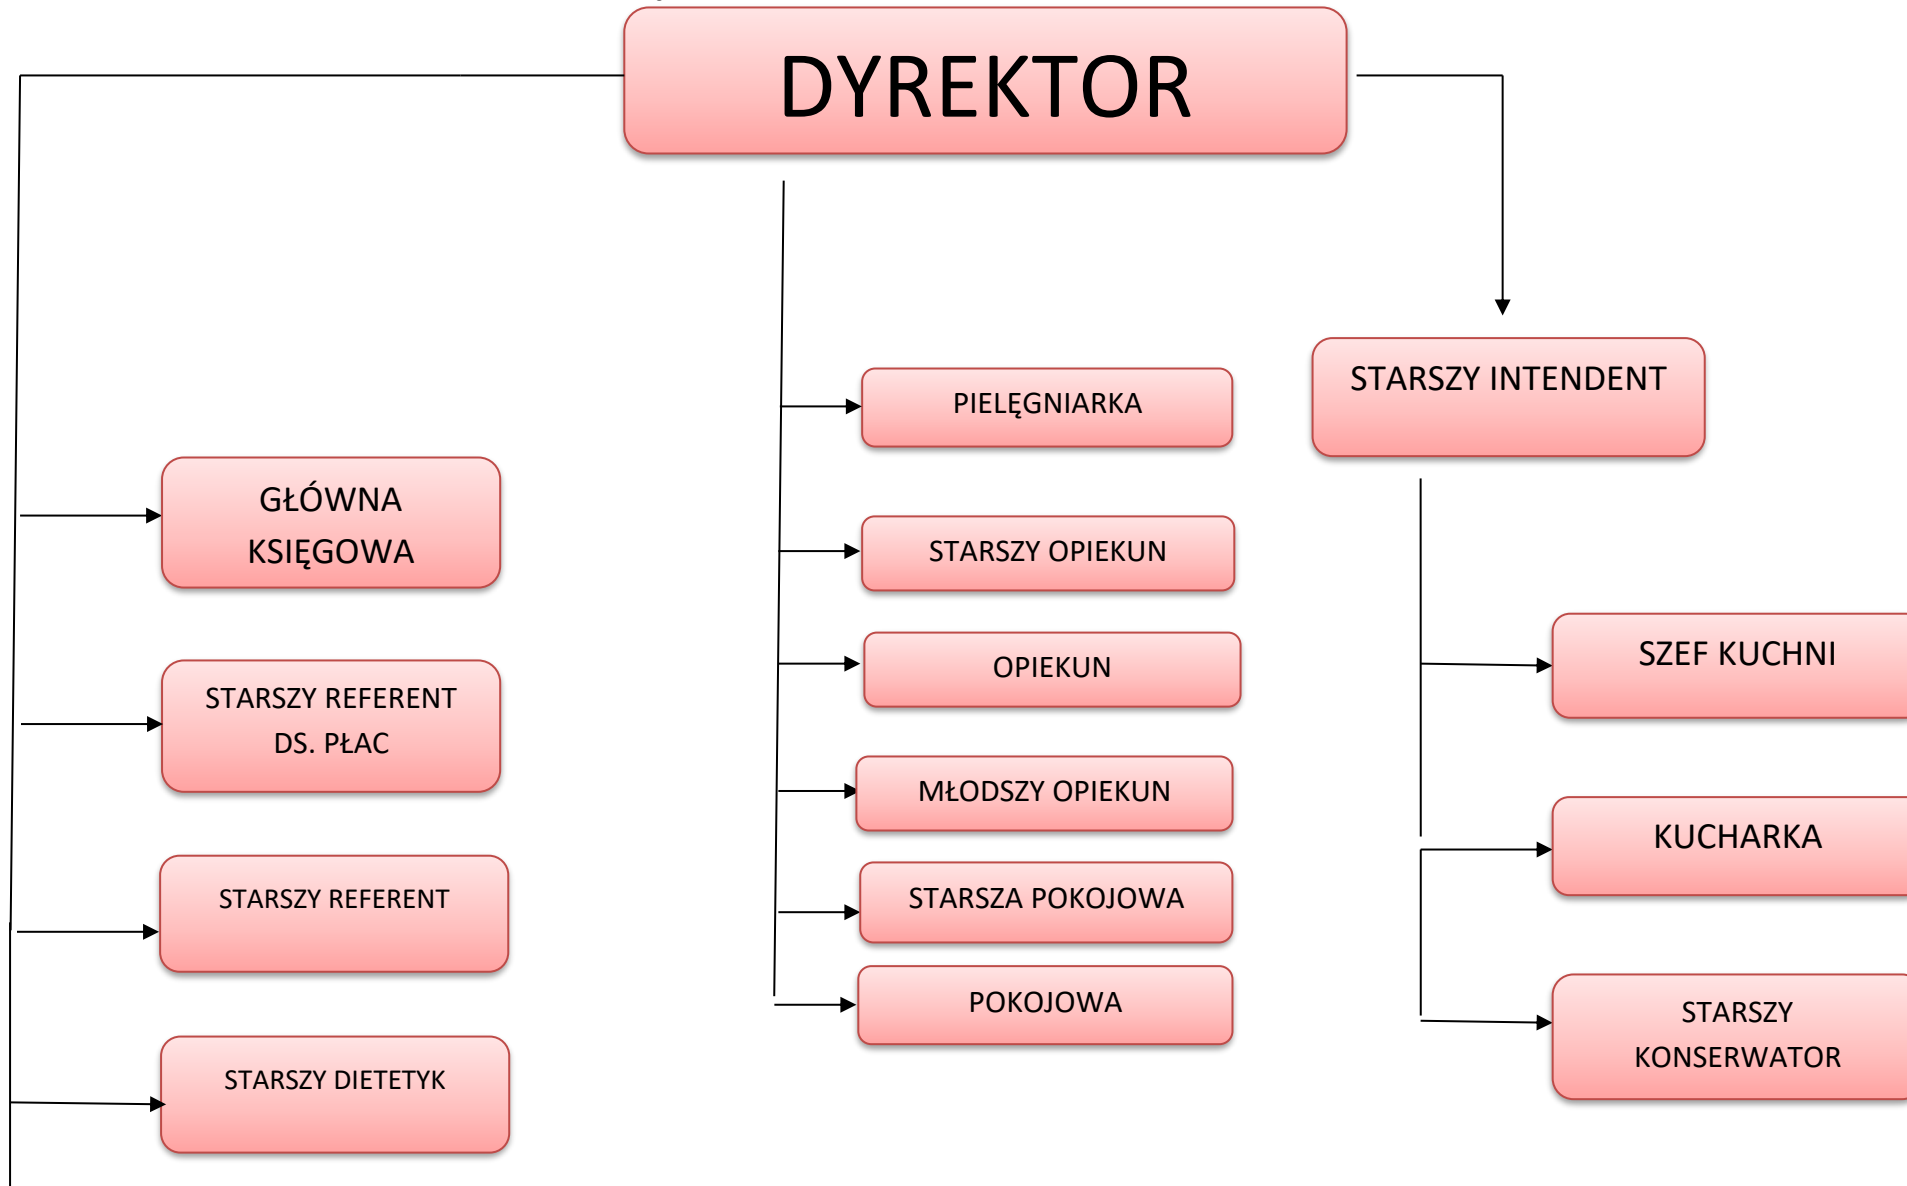 DYREKTOR
GŁÓWNA
KSIĘGOWA
STARSZY REFERENT
DS. PŁAC
STARSZY REFERENT
STARSZY DIETETYK
PIELĘGNIARKA
STARSZY OPIEKUN
OPIEKUN
MŁODSZY OPIEKUN
STARSZA POKOJOWA
POKOJOWA
STARSZY INTENDENT
SZEF KUCHNI
KUCHARKA
STARSZY
KONSERWATOR